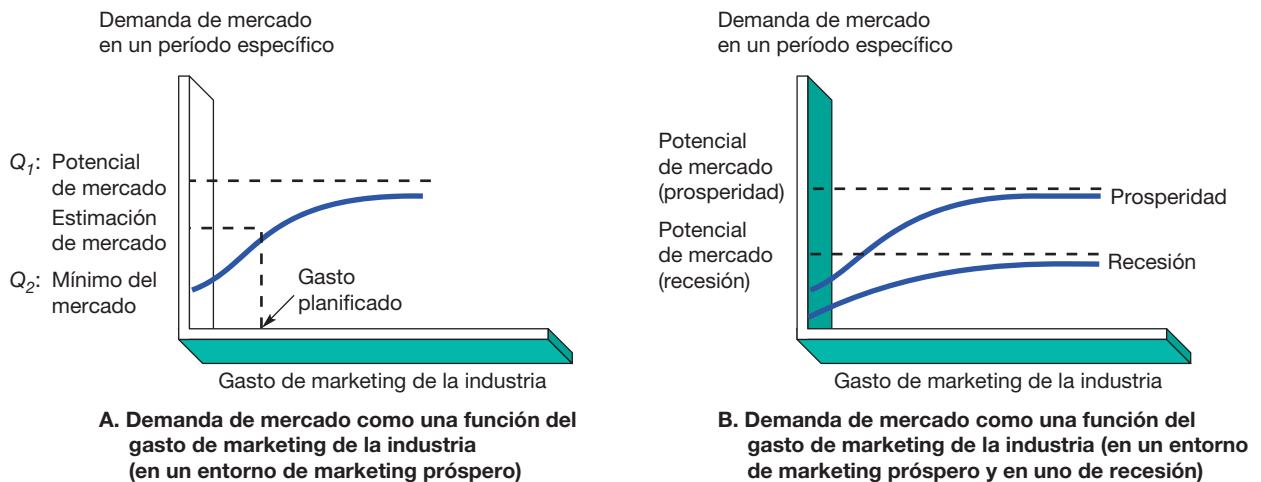 Demanda de mercado
en un período específico
Q1: Potencial
de mercado
Estimación
de mercado
Q2: Mínimo del
mercado
Gasto
planificado
Gasto de marketing de la industria
A. Demanda de mercado como una función del
gasto de marketing de la industria
(en un entorno de marketing próspero)
Demanda de mercado
en un período específico
Potencial
de mercado
(prosperidad)
Potencial
de mercado
(recesión)
Prosperidad
Recesión
Gasto de marketing de la industria
B. Demanda de mercado como una función del
gasto de marketing de la industria (en un entorno
de marketing próspero y en uno de recesión)